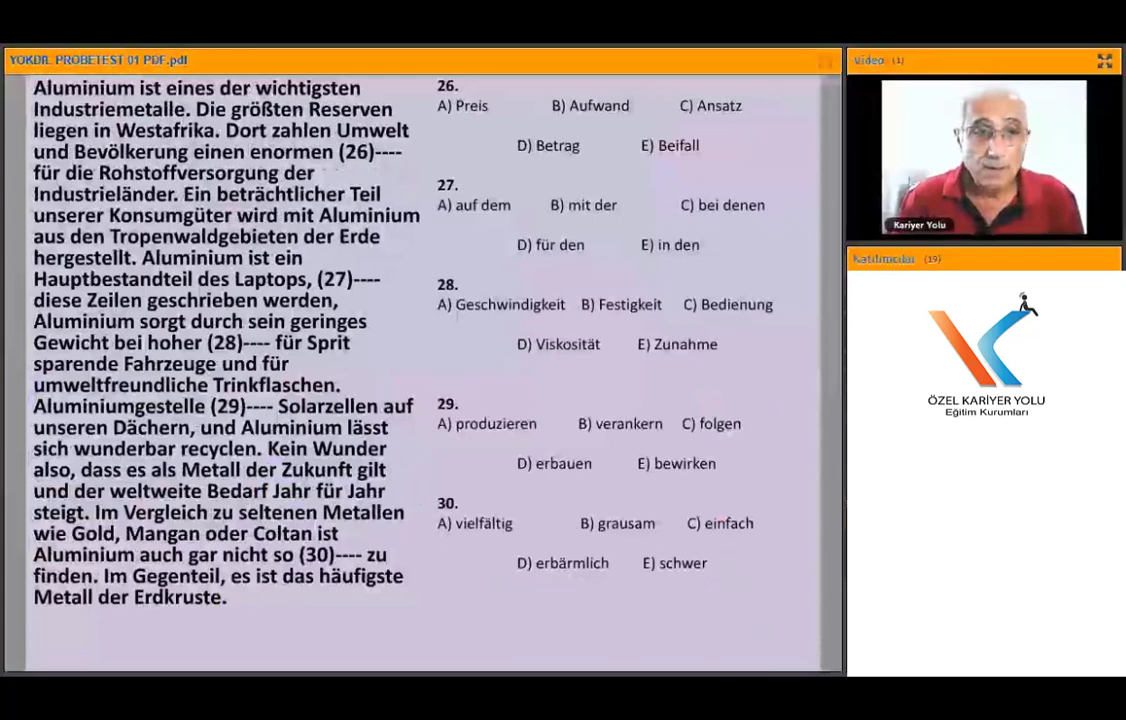 YOKDIL PROBETEST 01 PDF.pdf
Aluminium ist eines der wichtigsten
Industriemetalle. Die größten Reserven
liegen in Westafrika. Dort zahlen Umwelt
und Bevölkerung einen enormen (26)----
für die Rohstoffversorgung der
Industrieländer. Ein beträchtlicher Teil
unserer Konsumgüter wird mit Aluminium
aus den Tropenwaldgebieten der Erde
hergestellt. Aluminium ist ein
Hauptbestandteil des Laptops, (27)----
diese Zeilen geschrieben werden,
Aluminium sorgt durch sein geringes
Gewicht bei hoher (28)---- für Sprit
sparende Fahrzeuge und für
umweltfreundliche Trinkflaschen.
Aluminiumgestelle (29)---- Solarzellen auf
unseren Dächern, und Aluminium lässt
sich wunderbar recyclen. Kein Wunder
also, dass es als Metall der Zukunft gilt
und der weltweite Bedarf Jahr für Jahr
steigt. Im Vergleich zu seltenen Metallen
wie Gold, Mangan oder Coltan ist
Aluminium auch gar nicht so (30)---- zu
finden. Im Gegenteil, es ist das häufigste
Metall der Erdkruste.
26.
A) Preis B) Aufwand C) Ansatz
D) Betrag E) Beifall
27.
A) auf dem B) mit der C) bei denen
D) für den E) in den
28.
A) Geschwindigkeit B) Festigkeit C) Bedienung
D) Viskosität E) Zunahme
29.
A) produzieren B) verankern C) folgen
D) erbauen E) bewirken
30.
A) vielfältig B) grausam C) einfach
D) erbärmlich E) schwer
Video (1)
Kariyer Yolu
Katılımcılar (19)
ÖZEL KARİYER YOLU
Eğitim Kurumları